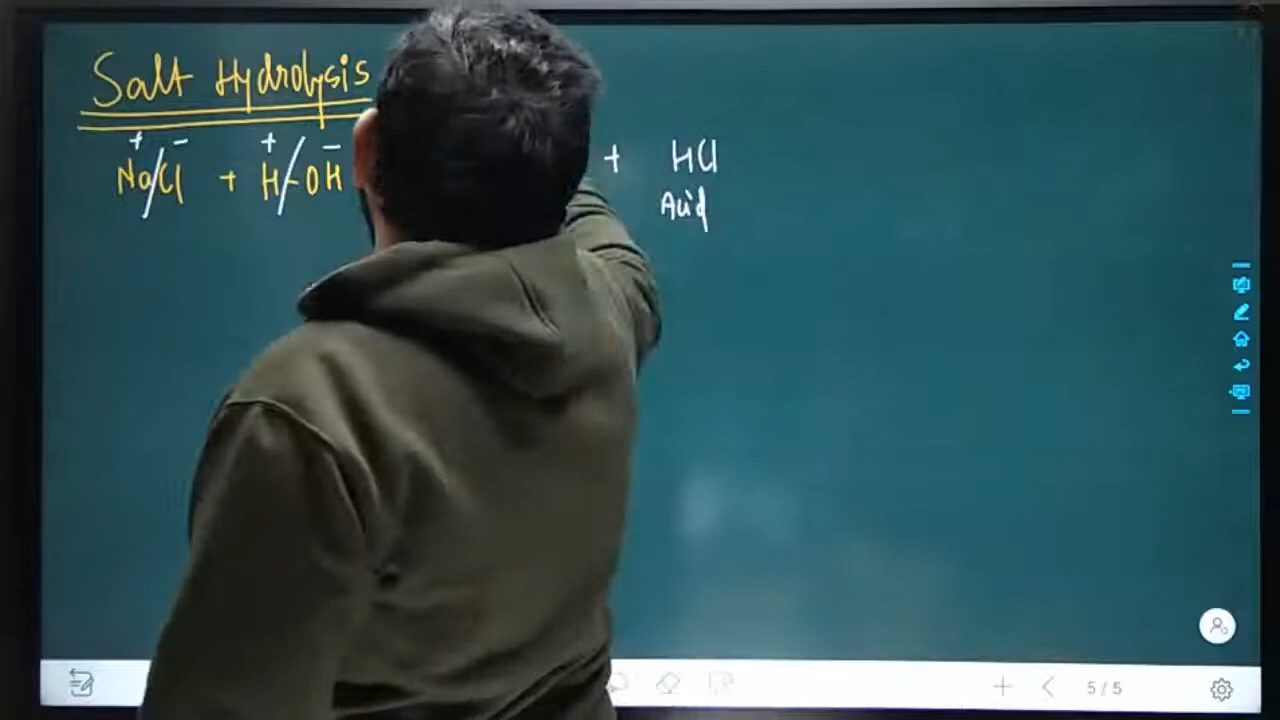 Salt Hydrolysis
+ - + -
NaCl + H-OH + HCl
Acid
5/5